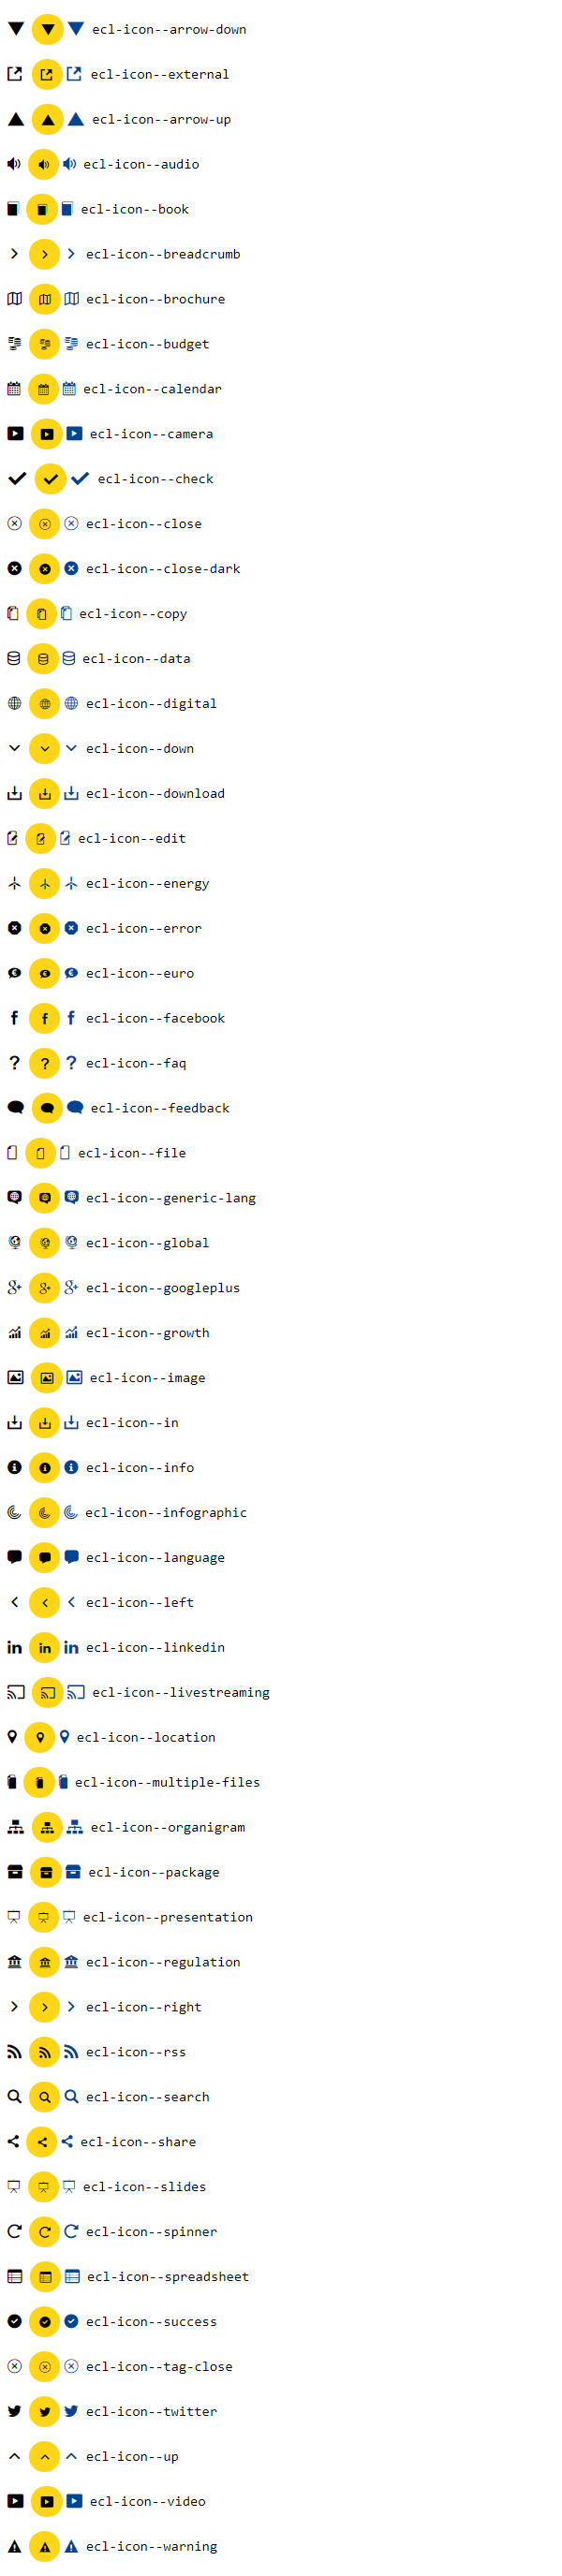 ecl-icon--arrow-down
ecl-icon--external
ecl-icon--arrow-up
ecl-icon--audio
ecl-icon--book
ecl-icon--breadcrumb
ecl-icon--brochure
ecl-icon--budget
ecl-icon--calendar
ecl-icon--camera
ecl-icon--check
ecl-icon--close
ecl-icon--close-dark
ecl-icon--copy
ecl-icon--data
ecl-icon--digital
ecl-icon--down
ecl-icon--download
ecl-icon--edit
ecl-icon--energy
ecl-icon--error
ecl-icon--euro
ecl-icon--facebook
ecl-icon--faq
ecl-icon--feedback
ecl-icon--file
ecl-icon--generic-lang
ecl-icon--global
ecl-icon--googleplus
ecl-icon--growth
ecl-icon--image
ecl-icon--in
ecl-icon--info
ecl-icon--infographic
ecl-icon--language
ecl-icon--left
ecl-icon--linkedin
ecl-icon--livestreaming
ecl-icon--location
ecl-icon--multiple-files
ecl-icon--organigram
ecl-icon--package
ecl-icon--presentation
ecl-icon--regulation
ecl-icon--right
ecl-icon--rss
ecl-icon--search
ecl-icon--share
ecl-icon--slides
ecl-icon--spinner
ecl-icon--spreadsheet
ecl-icon--success
ecl-icon--tag-close
ecl-icon--twitter
ecl-icon--up
ecl-icon--video
ecl-icon--warning